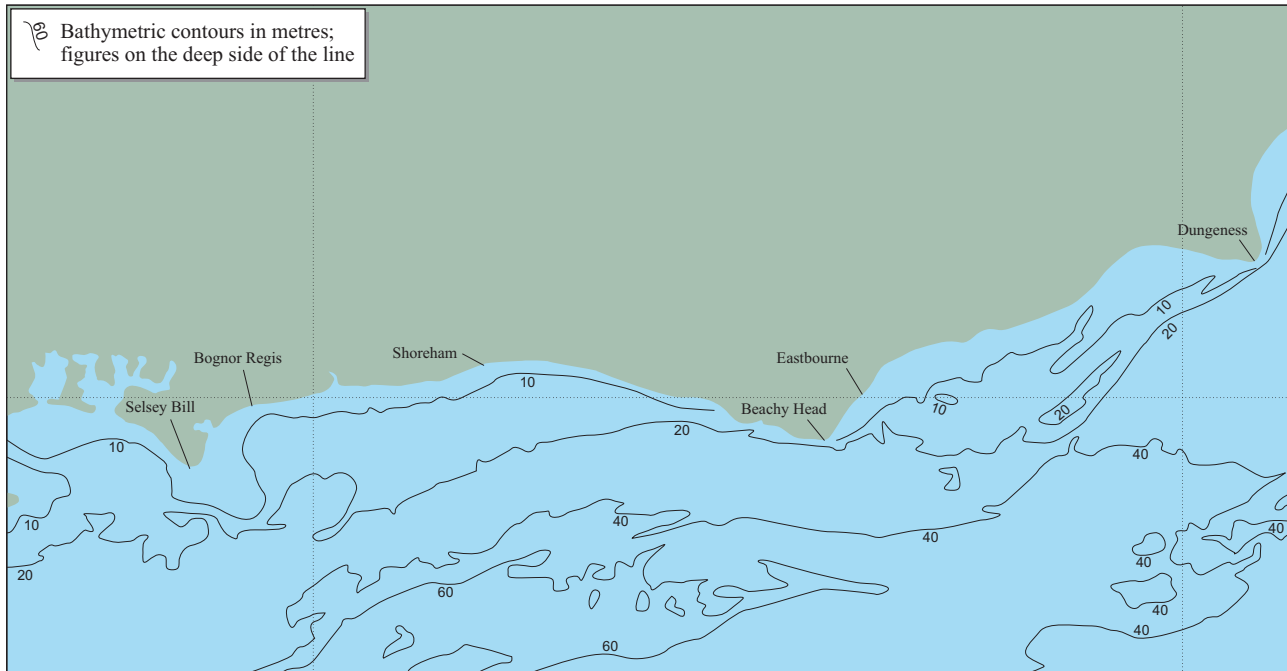 60
Bathymetric contours in metres;
figures on the deep side of the line
Dungeness
10
20
Shoreham
Bognor Regis
Eastbourne
10
Selsey Bill
Beachy Head
10
20
20
10
40
10
40
40
40
20
40
60
40
40
60